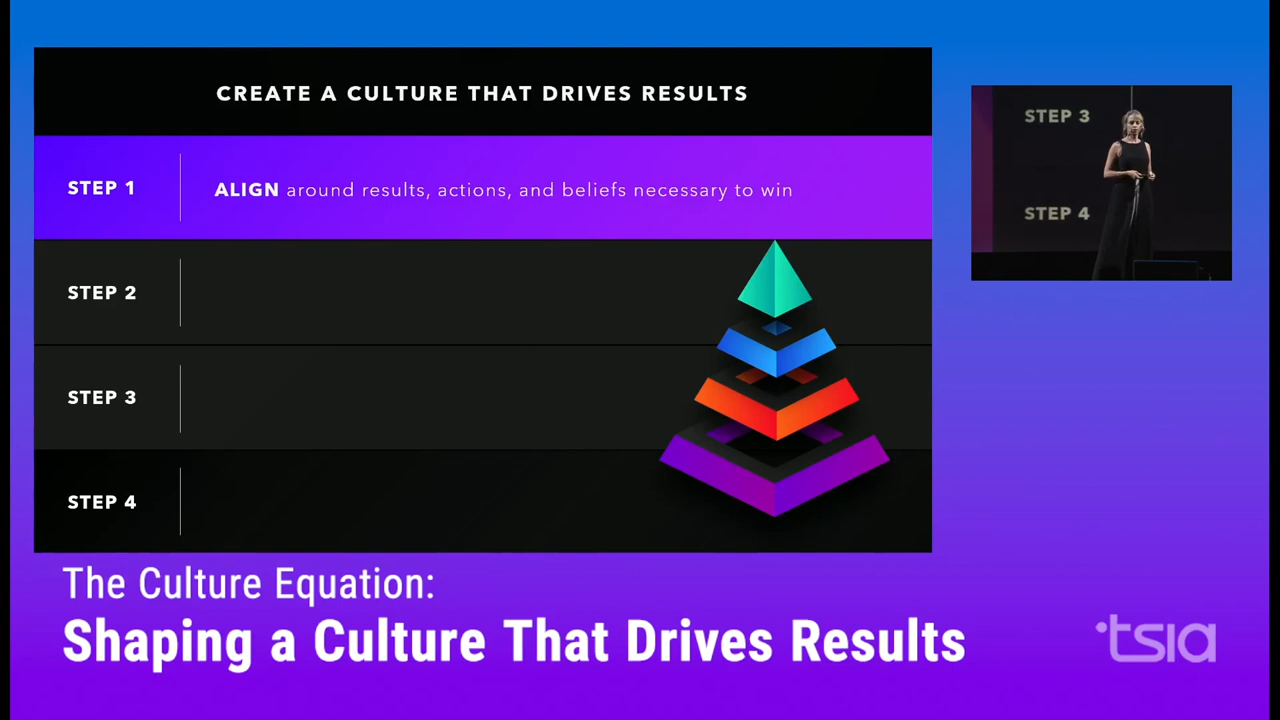 CREATE A CULTURE THAT DRIVES RESULTS
STEP 1
ALIGN around results, actions, and beliefs necessary to win
STEP 2
STEP 3
STEP 4
STEP 3
STEP 4
The Culture Equation:
Shaping a Culture That Drives Results
tsia